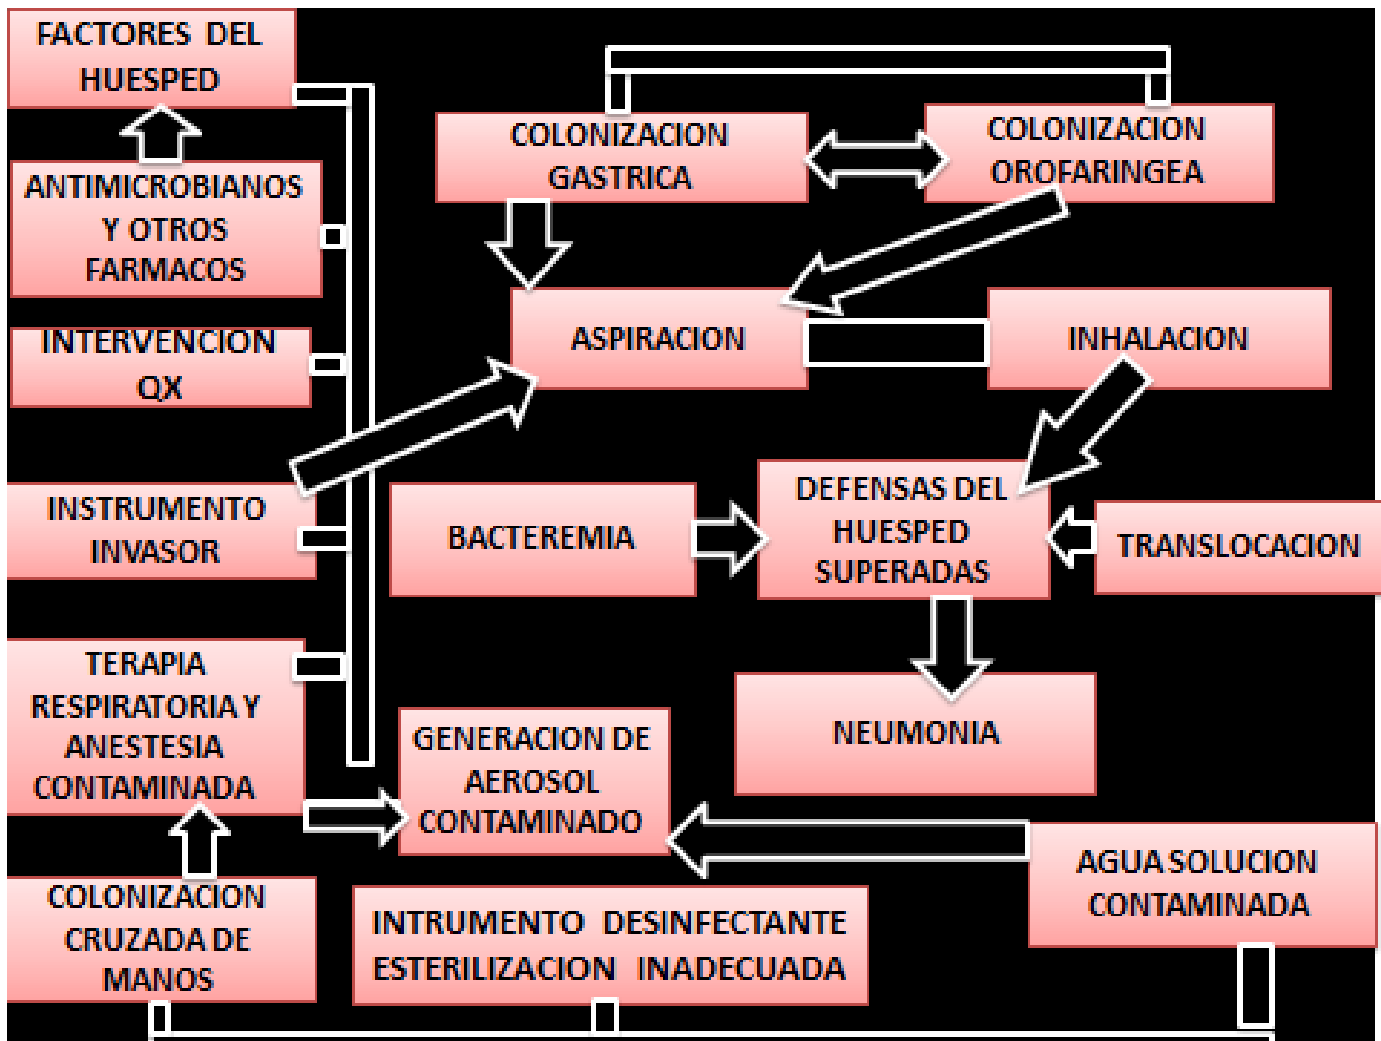 FACTORES DEL
HUESPED
ANTIMICROBIANOS
Y OTROS
FARMACOS
INTERVENCION
QX
INSTRUMENTO
INVASOR
TERAPIA
RESPIRATORIA Y
ANESTESIA
CONTAMINADA
COLONIZACION
CRUZADA DE
MANOS
COLONIZACION
GASTRICA
COLONIZACION
OROFARINGEA
ASPIRACION
INHALACION
BACTEREMIA
DEFENSAS DEL
HUESPED
SUPERADAS
TRANSLOCACION
NEUMONIA
GENERACION DE
AEROSOL
CONTAMINADO
AGUA SOLUCION
CONTAMINADA
INTRUMENTO DESINFECTANTE
ESTERILIZACION INADECUADA